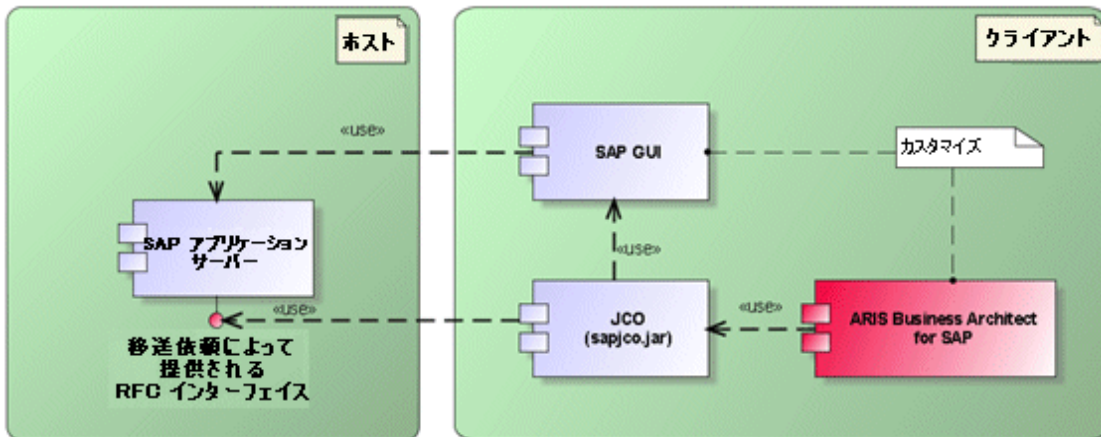 ホスト
クライアント
«use»
SAP GUI
カスタマイズ
SAP アプリケーション
サーバー
«use»
«use»
JCO
(sapjco.jar)
«use»
ARIS Business Architect
for SAP
移送依頼によって
提供される
RFC インターフェイス